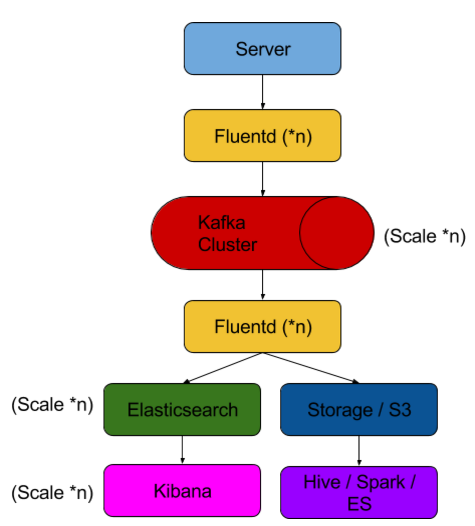 Server
Fluentd (*n)
Kafka
Cluster
(Scale *n)
Fluentd (*n)
(Scale *n)
Elasticsearch
Storage / S3
(Scale *n)
Kibana
Hive / Spark /
ES